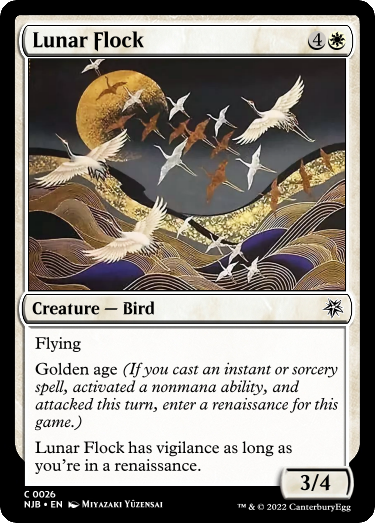 Lunar Flock 4
Creature — Bird
Flying
Golden age (If you cast an instant or sorcery
spell, activated a nonmana ability, and
attacked this turn, enter a renaissance for this
game.)
Lunar Flock has vigilance as long as
you're in a renaissance.
3/4
C 0026
NJB • EN Miyazaki Yūzensai
™ & © 2022 CanterburyEgg